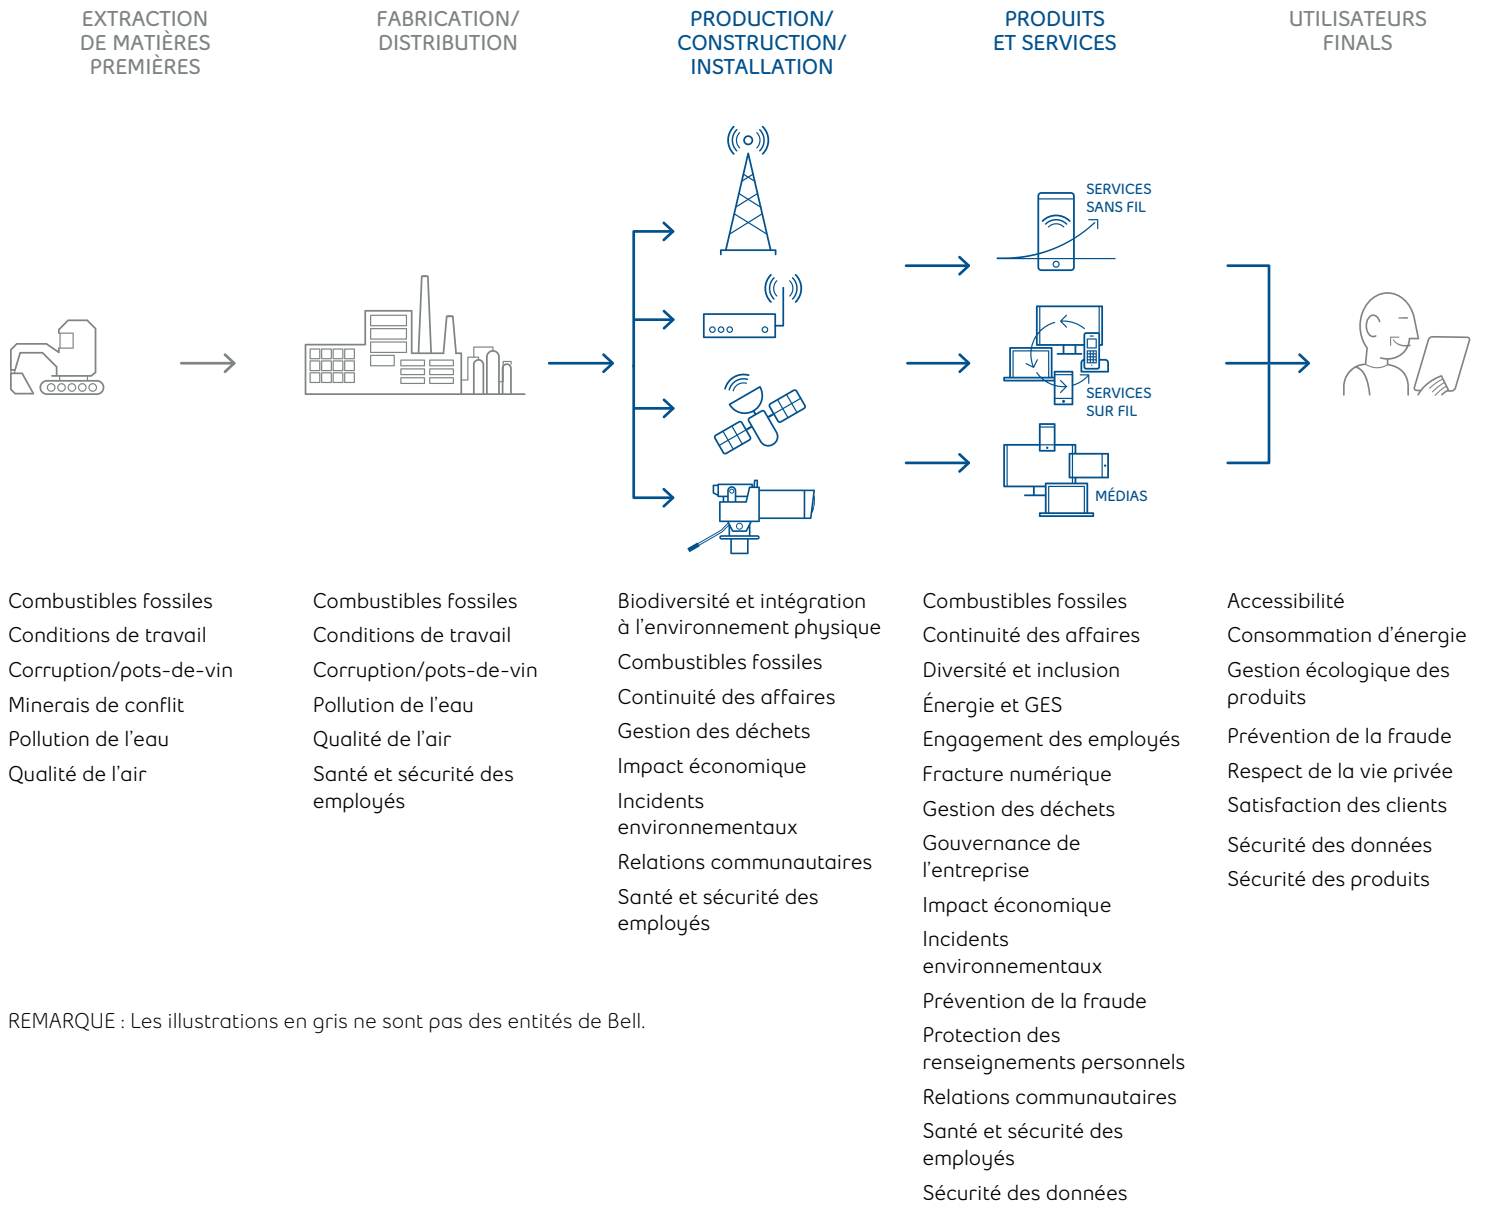 EXTRACTION
DE MATIÈRES
PREMIÈRES
FABRICATION/
DISTRIBUTION
PRODUCTION/
CONSTRUCTION/
INSTALLATION
PRODUITS
ET SERVICES
UTILISATEURS
FINALS
SERVICES
SANS FIL
SERVICES
SUR FIL
MÉDIAS
Combustibles fossiles
Conditions de travail
Corruption/pots-de-vin
Minerais de conflit
Pollution de l'eau
Qualité de l'air
Combustibles fossiles
Conditions de travail
Corruption/pots-de-vin
Pollution de l'eau
Qualité de l'air
Santé et sécurité des
employés
Biodiversité et intégration
à l'environnement physique
Combustibles fossiles
Continuité des affaires
Gestion des déchets
Impact économique
Incidents
environnementaux
Relations communautaires
Santé et sécurité des
employés
Combustibles fossiles
Continuité des affaires
Diversité et inclusion
Énergie et GES
Engagement des employés
Fracture numérique
Gestion des déchets
Gouvernance de
l'entreprise
Impact économique
Incidents
environnementaux
Prévention de la fraude
Protection des
renseignements personnels
Relations communautaires
Santé et sécurité des
employés
Sécurité des données
Accessibilité
Consommation d'énergie
Gestion écologique des
produits
Prévention de la fraude
Respect de la vie privée
Satisfaction des clients
Sécurité des données
Sécurité des produits
REMARQUE : Les illustrations en gris ne sont pas des entités de Bell.